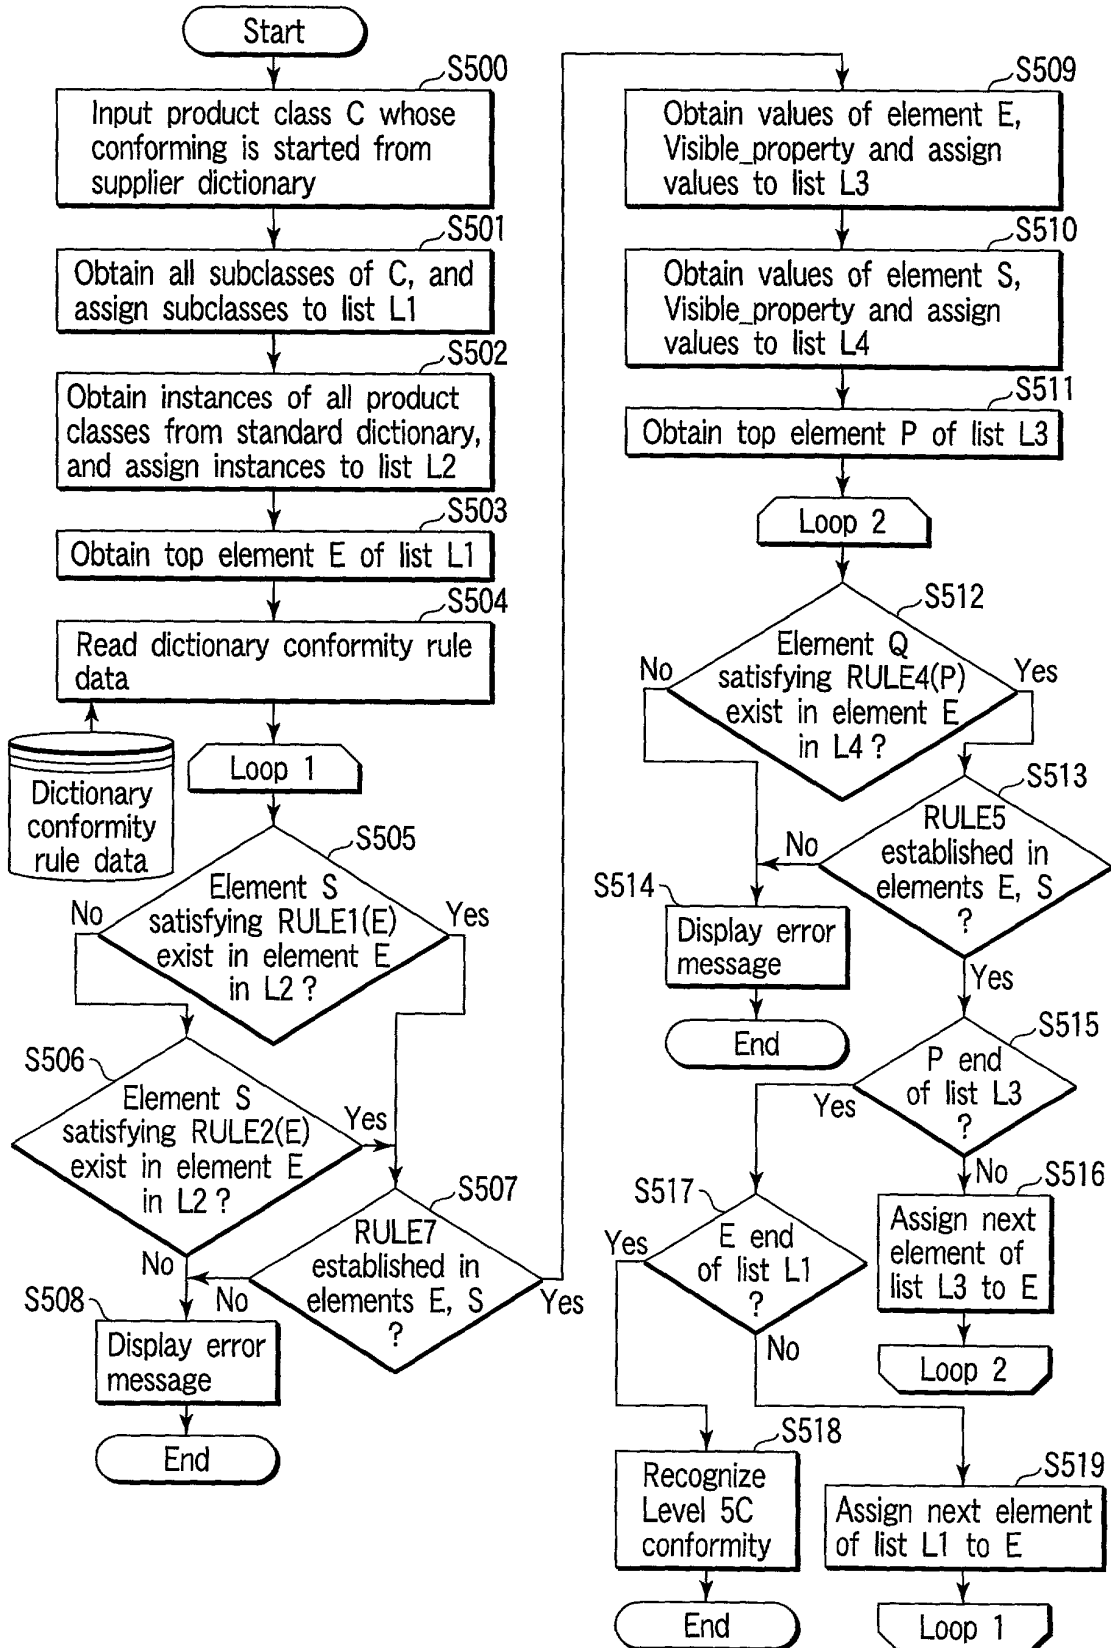 Start
S500
Input product class C whose
conforming is started from
supplier dictionary
S501
Obtain all subclasses of C, and
assign subclasses to list L1
S502
Obtain instances of all product
classes from standard dictionary,
and assign instances to list L2
S503
Obtain top element E of list L1
S504
Read dictionary conformity rule
data
Dictionary
conformity
rule data
Loop 1
S505
Element S
satisfying RULE1(E)
exist in element E
in L2 ?
No
Yes
S506
Element S
satisfying RULE2(E)
exist in element E
in L2 ?
Yes
No
S507
RULE7
established in
elements E, S
?
No
Yes
S508
Display error
message
End
S509
Obtain values of element E,
Visible_property and assign
values to list L3
S510
Obtain values of element S,
Visible_property and assign
values to list L4
S511
Obtain top element P of list L3
Loop 2
S512
Element Q
satisfying RULE4(P)
exist in element E
in L4 ?
No
Yes
S513
RULE5
established in
elements E, S
?
No
Yes
S514
Display error
message
End
S515
P end
of list L3
?
Yes
No
S516
Assign next
element of
list L3 to E
Loop 2
S517
E end
of list L1
?
Yes
No
S518
Recognize
Level 5C
conformity
End
S519
Assign next element
of list L1 to E
Loop 1